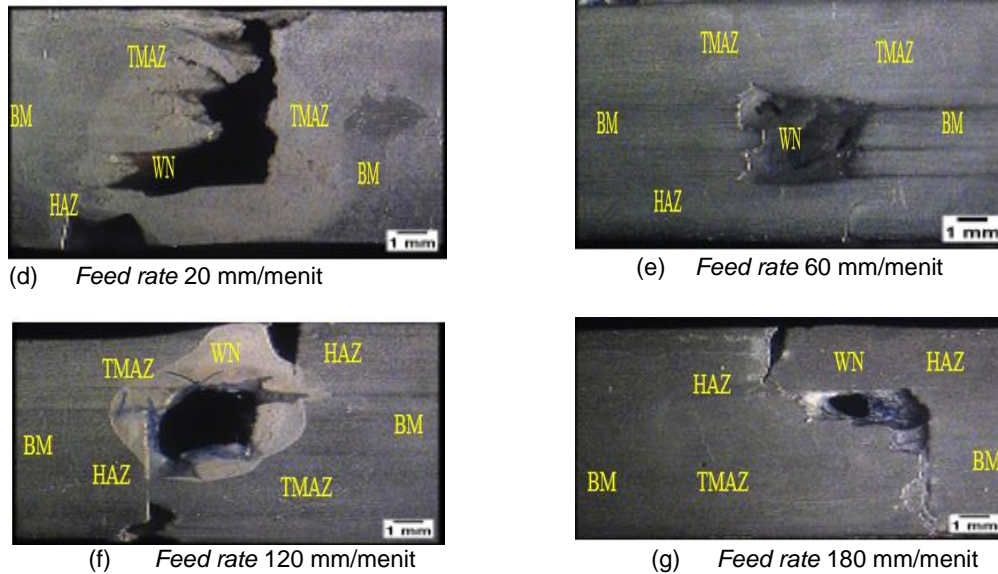 TMAZ
BM
TMAZ
WN
BM
HAZ
1 mm
(d) Feed rate 20 mm/menit
TMAZ
TMAZ
BM
WN
BM
HAZ
1 mm
(e) Feed rate 60 mm/menit
WN
HAZ
TMAZ
BM
BM
HAZ
TMAZ
1 mm
(f) Feed rate 120 mm/menit
WN
HAZ
HAZ
BM
BM
TMAZ
1 mm
(g) Feed rate 180 mm/menit